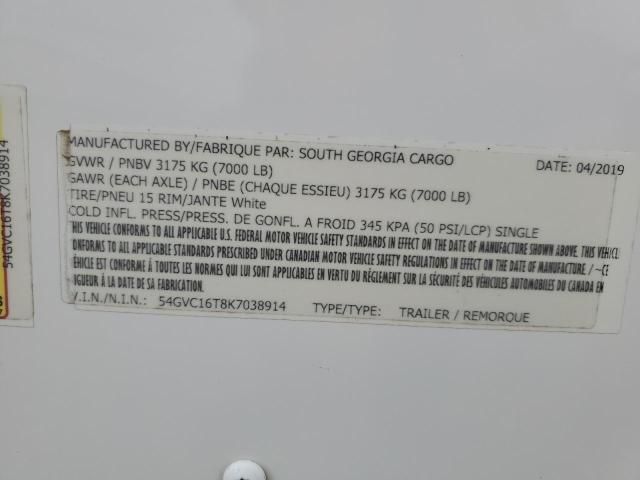 MANUFACTURED BY/FABRIQUE PAR: SOUTH GEORGIA CARGO DATE: 04/2019
GVWR / PNBV 3175 KG (7000 LB)
GAWR (EACH AXLE) / PNBE (CHAQUE ESSIEU) 3175 KG (7000 LB)
TIRE/PNEU 15 RIM/JANTE White
COLD INFL. PRESS/PRESS. DE GONFL. A FROID 345 KPA (50 PSI/LCP) SINGLE
THIS VEHICLE CONFORMS TO ALL APPLICABLE U.S. FEDERAL MOTOR VEHICLE SAFETY STANDARDS IN EFFECT ON THE DATE OF MANUFACTURE SHOWN ABOVE. THIS VEHICLE
CONFORMS TO ALL APPLICABLE STANDARDS PRESCRIBED UNDER CANADIAN MOTOR VEHICLE SAFETY REGULATIONS IN EFFECT ON THE DATE OF MANUFACTURE. / ~CE
VÉHICLE EST CONFORME À TOUTES LES NORMES QUI LUI SONT APPLICABLES EN VERTU DU RÉGLEMENT SUR LA SÉCURITÉ DES VÉHICULES AUTOMOBILES DU CANADA EN
VIGUEUR À LA DATE DE SA FABRICATION.
V.I.N./N.I.N.: 54GVC16T8K7038914 TYPE/TYPE: TRAILER / REMORQUE
54GVC16T8K7038914